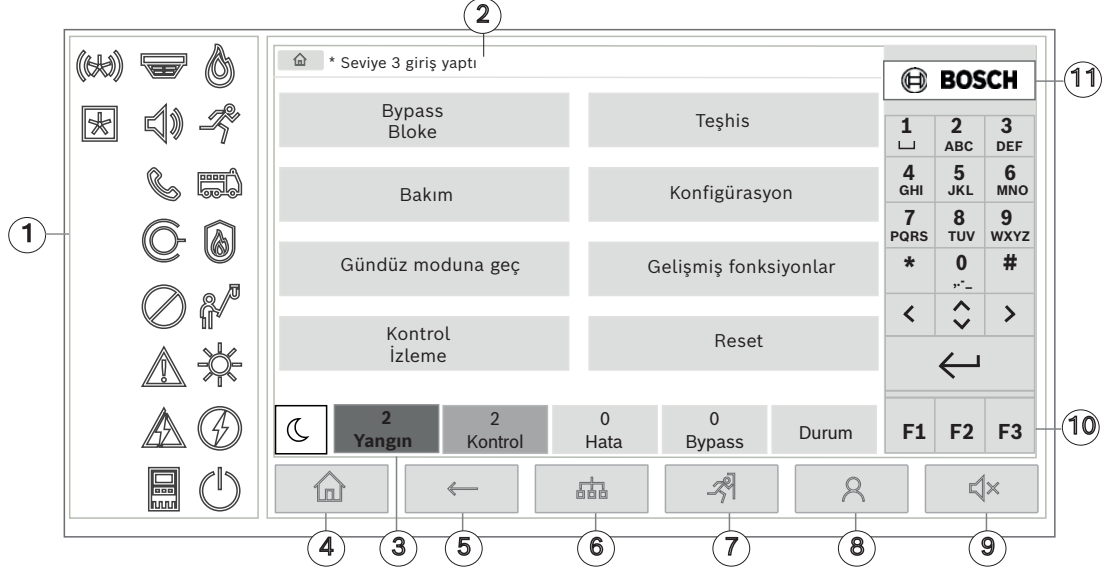 2
* Seviye 3 giriş yaptı
BOSCH
11
Bypass
Bloke
Teşhis
1
2
ABC
3
DEF
4
GHI
5
JKL
6
MNO
Bakım
Konfigürasyon
1
7
PQRS
8
TUV
9
WXYZ
Gündüz moduna geç
Gelişmiş fonksiyonlar
*
0
,.-_
#
<
>
Kontrol
İzleme
Reset
2
Yangın
2
Kontrol
0
Hata
0
Bypass
Durum
F1
F2
F3
10
4
3
5
6
7
8
9